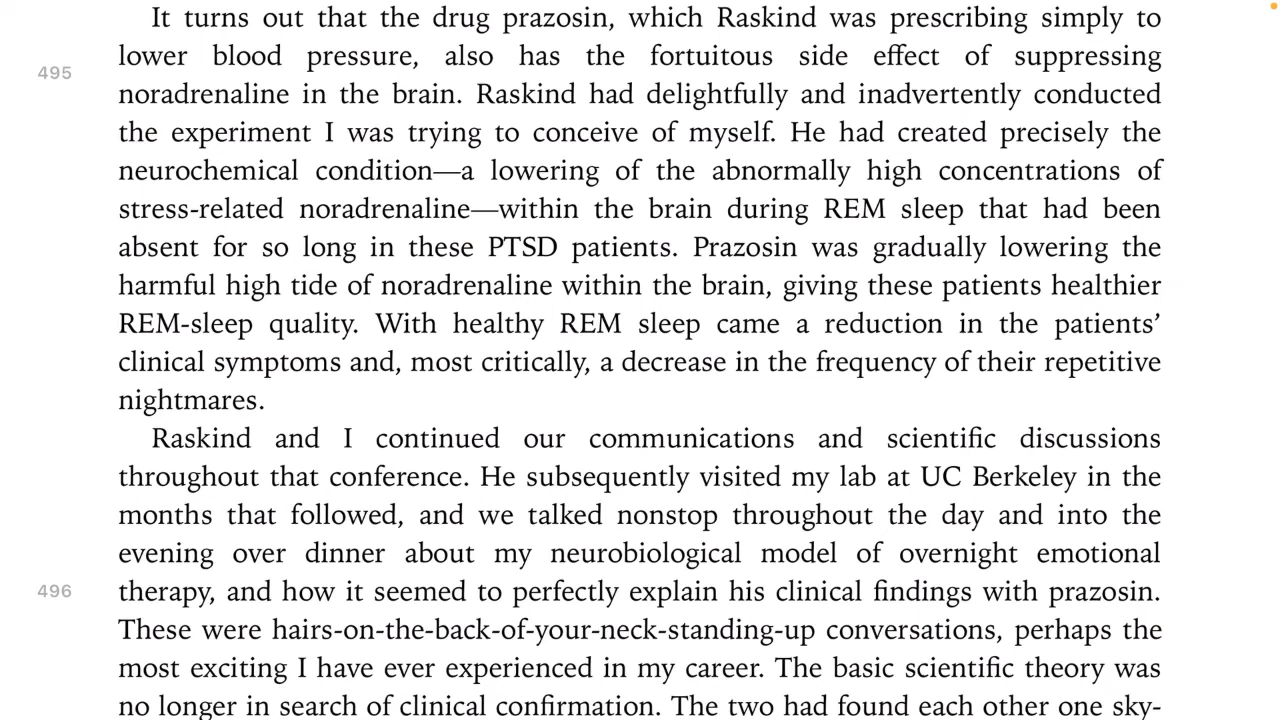 It turns out that the drug prazosin, which Raskind was prescribing simply to
lower blood pressure, also has the fortuitous side effect of suppressing
495
noradrenaline in the brain. Raskind had delightfully and inadvertently conducted
the experiment I was trying to conceive of myself. He had created precisely the
neurochemical condition—a lowering of the abnormally high concentrations of
stress-related noradrenaline—within the brain during REM sleep that had been
absent for so long in these PTSD patients. Prazosin was gradually lowering the
harmful high tide of noradrenaline within the brain, giving these patients healthier
REM-sleep quality. With healthy REM sleep came a reduction in the patients’
clinical symptoms and, most critically, a decrease in the frequency of their repetitive
nightmares.
Raskind and I continued our communications and scientific discussions
throughout that conference. He subsequently visited my lab at UC Berkeley in the
months that followed, and we talked nonstop throughout the day and into the
evening over dinner about my neurobiological model of overnight emotional
496
therapy, and how it seemed to perfectly explain his clinical findings with prazosin.
These were hairs-on-the-back-of-your-neck-standing-up conversations, perhaps the
most exciting I have ever experienced in my career. The basic scientific theory was
no longer in search of clinical confirmation. The two had found each other one sky-